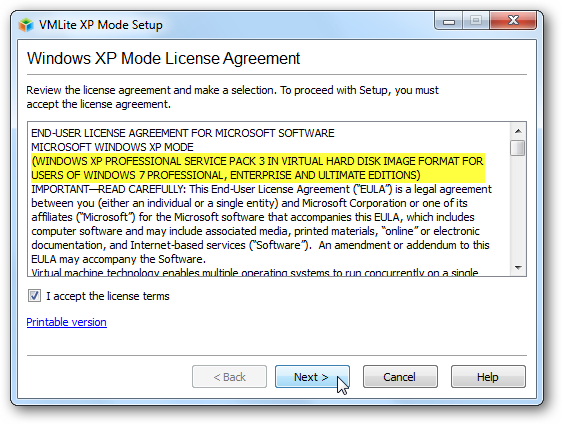 VMLite XP Mode Setup
Windows XP Mode License Agreement
Review the license agreement and make a selection. To proceed with Setup, you must
accept the license agreement.
END-USER LICENSE AGREEMENT FOR MICROSOFT SOFTWARE
MICROSOFT WINDOWS XP MODE
(WINDOWS XP PROFESSIONAL SERVICE PACK 3 IN VIRTUAL HARD DISK IMAGE FORMAT FOR
USERS OF WINDOWS 7 PROFESSIONAL, ENTERPRISE AND ULTIMATE EDITIONS)
IMPORTANT—READ CAREFULLY: This End-User License Agreement ("EULA") is a legal agreement
between you (either an individual or a single entity) and Microsoft Corporation or one of its
affiliates ("Microsoft") for the Microsoft software that accompanies this EULA, which includes
computer software and may include associated media, printed materials, "online" or electronic
documentation, and Internet-based services ("Software").  An amendment or addendum to this
EULA may accompany the Software.
Virtual machine technology enables multiple operating systems to run concurrently on a single
I accept the license terms
Printable version
< Back
Next >
Cancel
Help